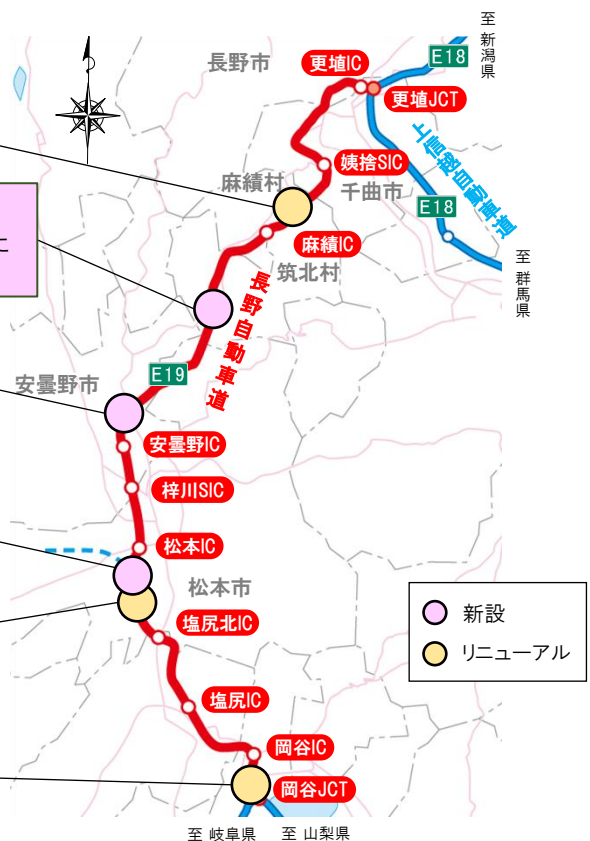 至 新潟県
長野市
更埴IC
E18
更埴JCT
上信越自動車道
姨捨SIC
麻績村
千曲市
E18
麻績IC
筑北村
至 群馬県
長野自動車道
E19
安曇野市
安曇野IC
梓川SIC
松本IC
松本市
塩尻北IC
塩尻IC
岡谷IC
岡谷JCT
新設
リニューアル
至 岐阜県 至 山梨県